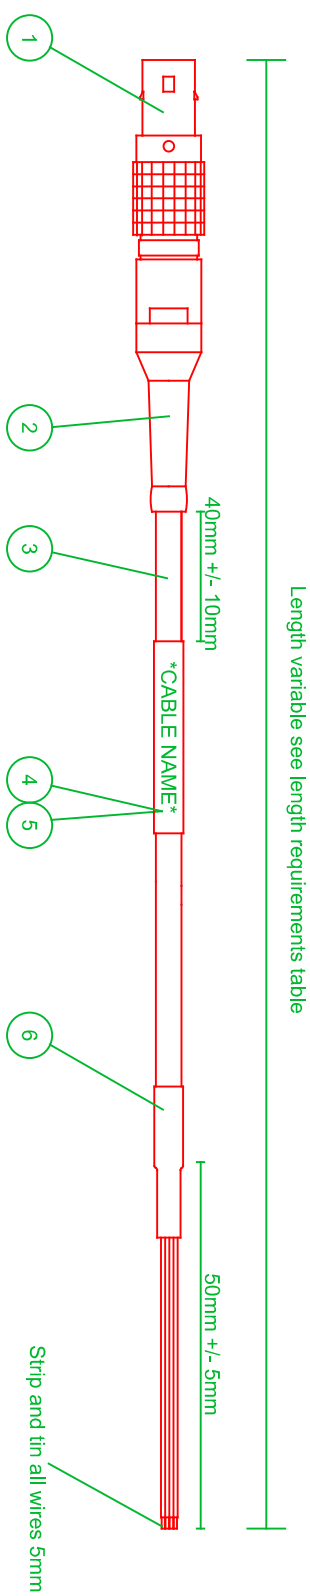 Length variable see length requirements table
40mm +/- 10mm
50mm +/- 5mm
*CABLE NAME*
1
2
3
4
5
6
Strip and tin all wires 5mm